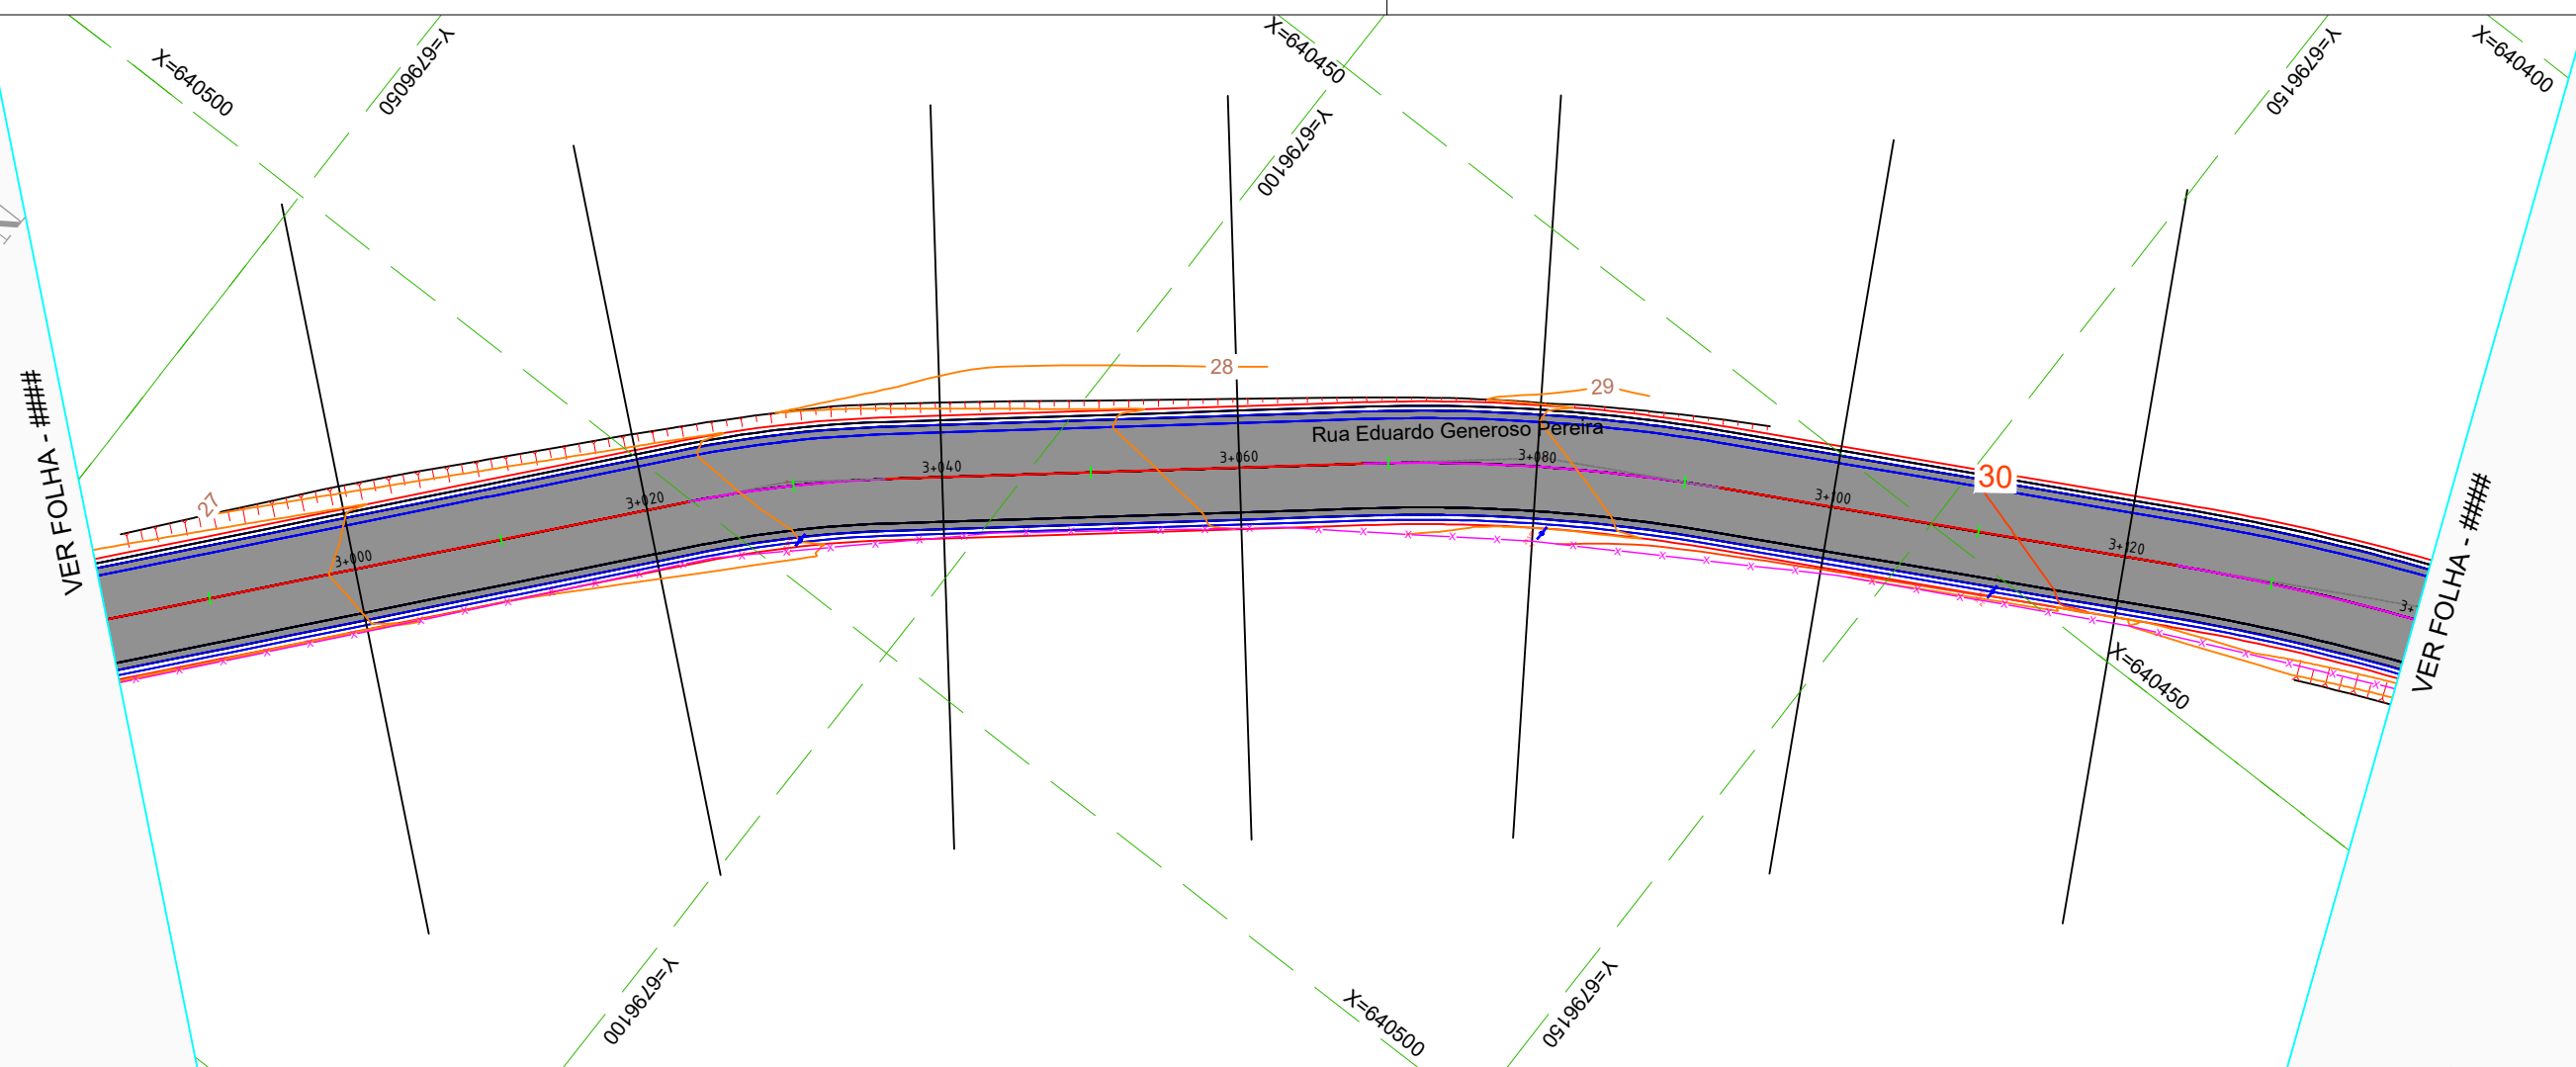 X=640500
Y=6796050
X=640450
Y=6796100
Y=6796150
X=640400
28
29
27
Rua Eduardo Generoso Pereira
3+000
3+020
3+040
3+060
3+080
3+100
30
3+120
3+
VER FOLHA - ####
VER FOLHA - ####
X=640450
Y=6796100
X=640500
Y=6796150